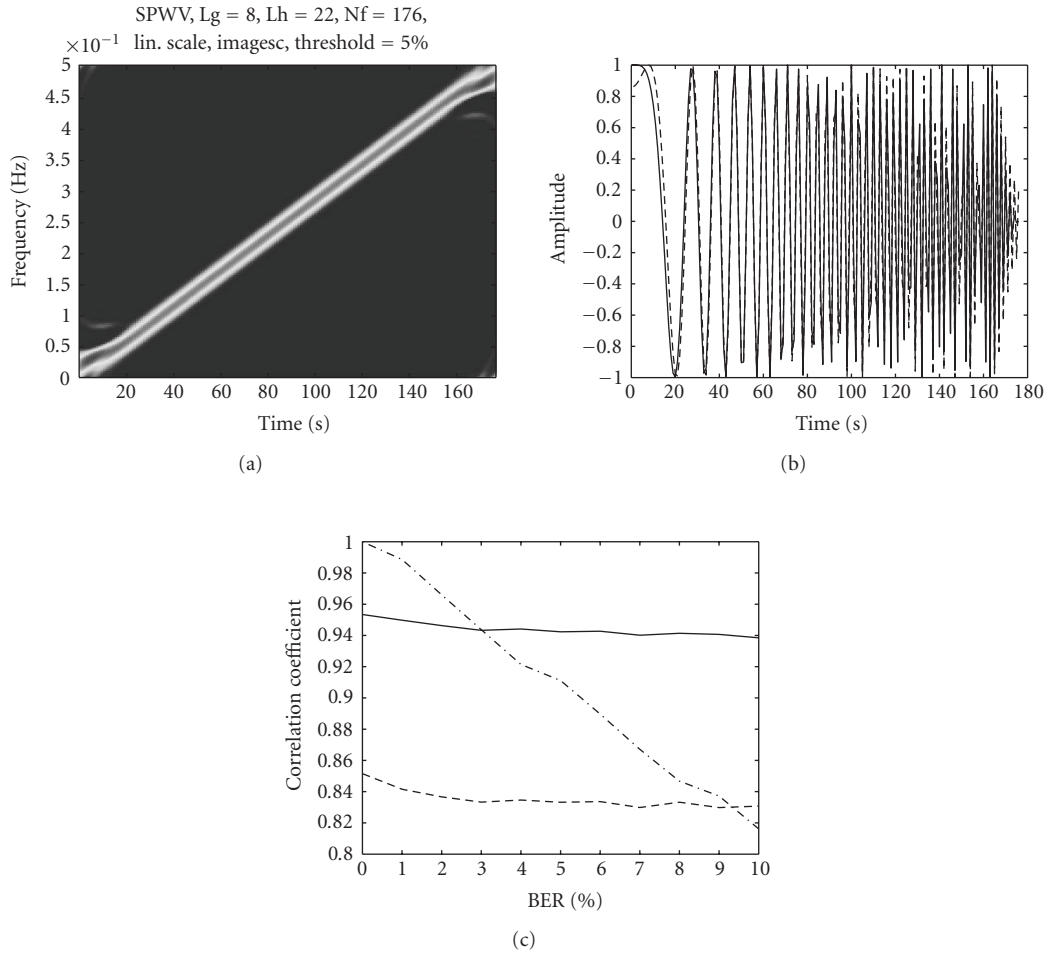 SPWV, Lg = 8, Lh = 22, Nf = 176,
lin. scale, imagesc, threshold = 5%
×10−1
5
4.5
4
3.5
3
2.5
2
1.5
1
0.5
0
Frequency (Hz)
20 40 60 80 100 120 140 160
Time (s)
(a)
1
0.8
0.6
0.4
0.2
0
−0.2
−0.4
−0.6
−0.8
−1
Amplitude
0 20 40 60 80 100 120 140 160 180
Time (s)
(b)
1
0.98
0.96
0.94
0.92
0.9
0.88
0.86
0.84
0.82
0.8
Correlation coefficient
0 1 2 3 4 5 6 7 8 9 10
BER (%)
(c)